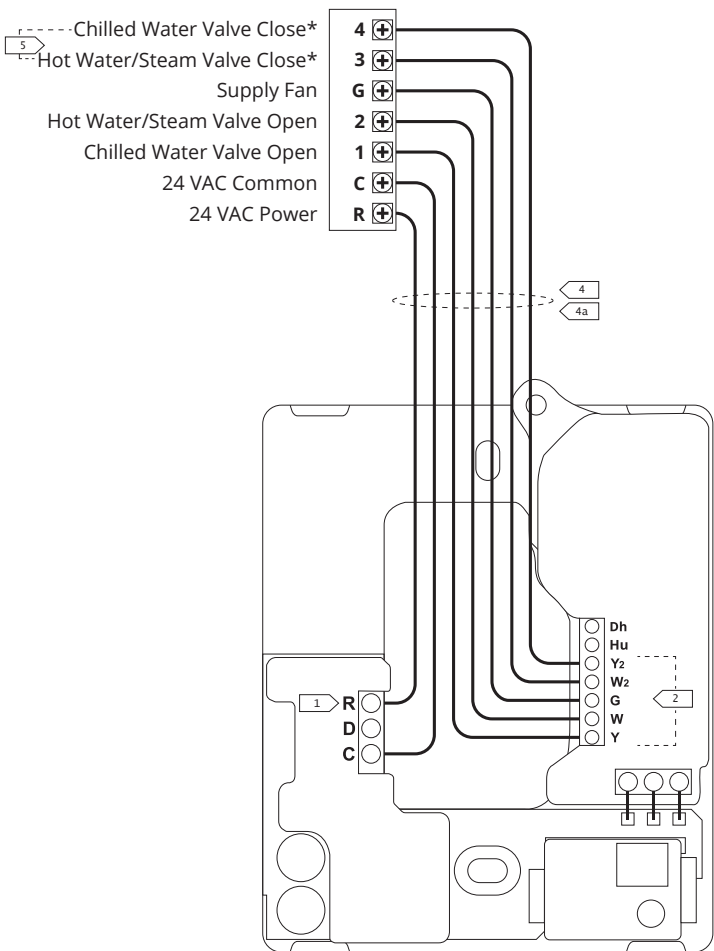 Chilled Water Valve Close* 4
5
Hot Water/Steam Valve Close* 3
Supply Fan G
Hot Water/Steam Valve Open 2
Chilled Water Valve Open 1
24 VAC Common C
24 VAC Power R
4
4a
Dh
Hu
Y2
W2
G
W
Y
2
1
R
D
C